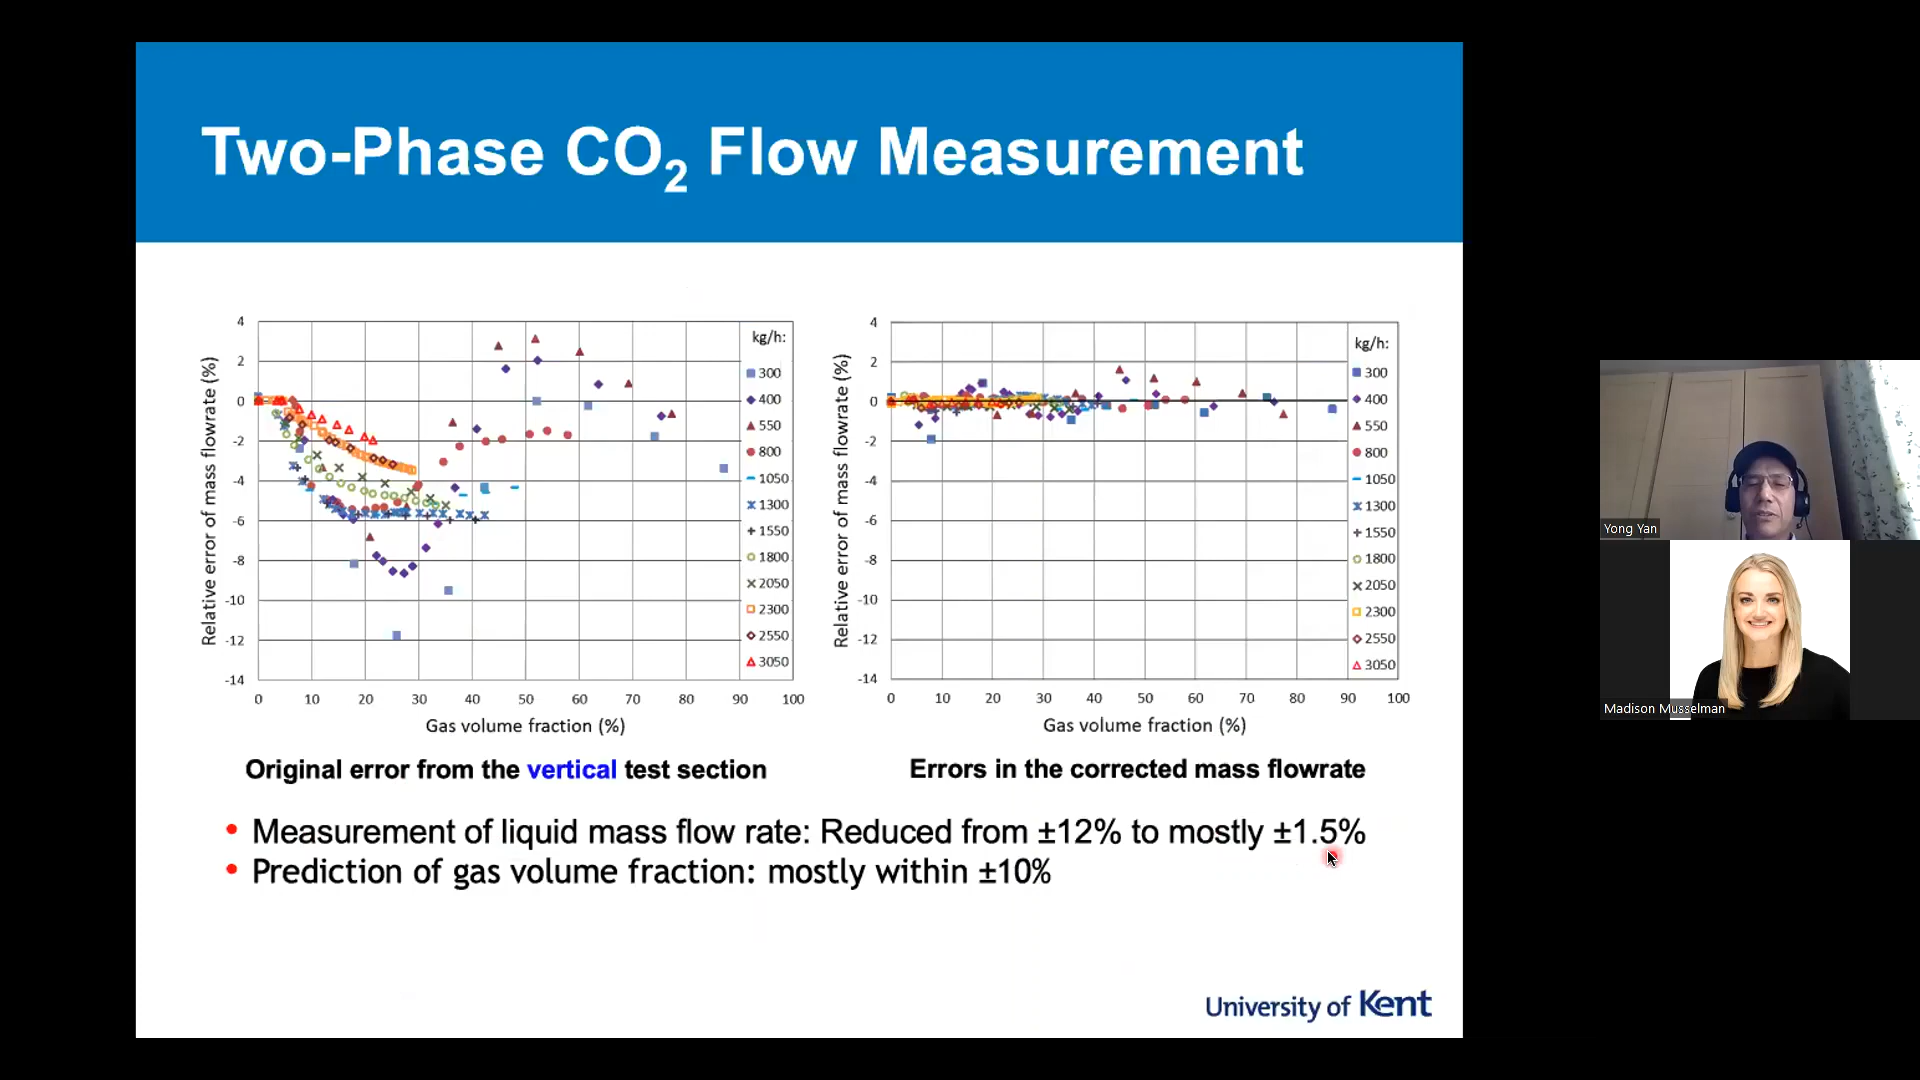 Two-Phase CO₂ Flow Measurement
Relative error of mass flowrate (%)
4
2
0
-2
-4
-6
-8
-10
-12
-14
0 10 20 30 40 50 60 70 80 90 100
Gas volume fraction (%)
kg/h:
300
400
550
800
1050
1300
1550
1800
2050
2300
2550
3050
Original error from the vertical test section
Relative error of mass flowrate (%)
4
2
0
-2
-4
-6
-8
-10
-12
-14
0 10 20 30 40 50 60 70 80 90 100
Gas volume fraction (%)
kg/h:
300
400
550
800
1050
1300
1550
1800
2050
2300
2550
3050
Errors in the corrected mass flowrate
• Measurement of liquid mass flow rate: Reduced from ±12% to mostly ±1.5%
• Prediction of gas volume fraction: mostly within ±10%
University of Kent
Yong Yan
Madison Musselman